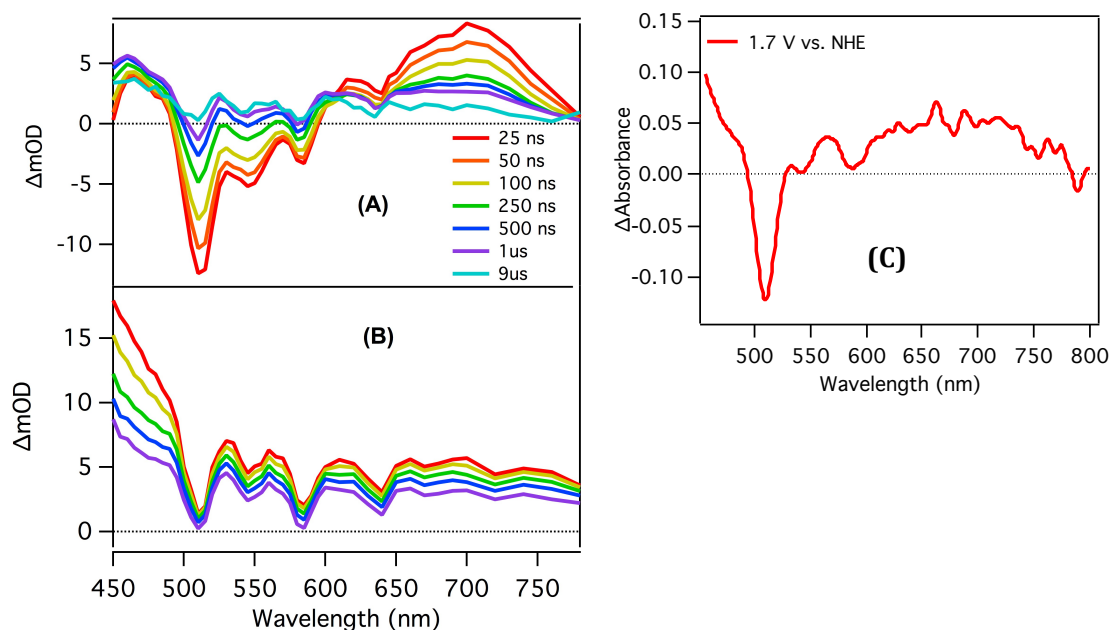 5
0
-5
-10
ΔmOD
25 ns
50 ns
100 ns
250 ns
500 ns
1us
9us
(A)
15
10
5
0
ΔmOD
(B)
450 500 550 600 650 700 750
Wavelength (nm)
0.15
0.10
0.05
0.00
-0.05
-0.10
ΔAbsorbance
1.7 V vs. NHE
(C)
500 550 600 650 700 750 800
Wavelength (nm)